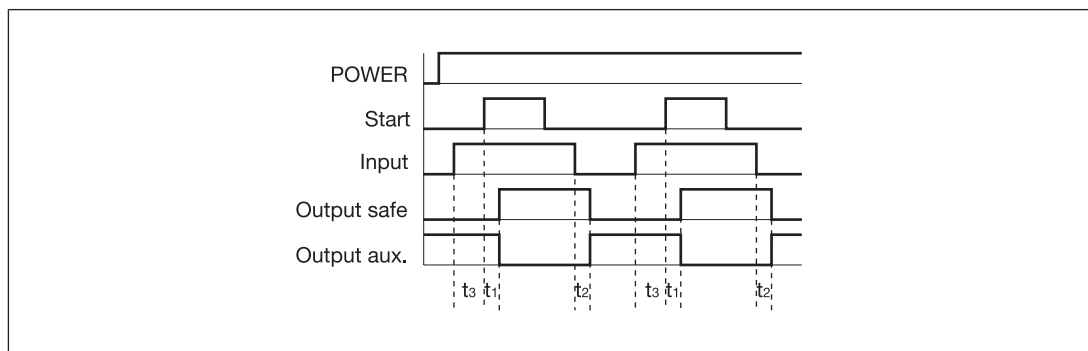 POWER
Start
Input
Output safe
Output aux.
t3 t1 t2 t3 t1 t2